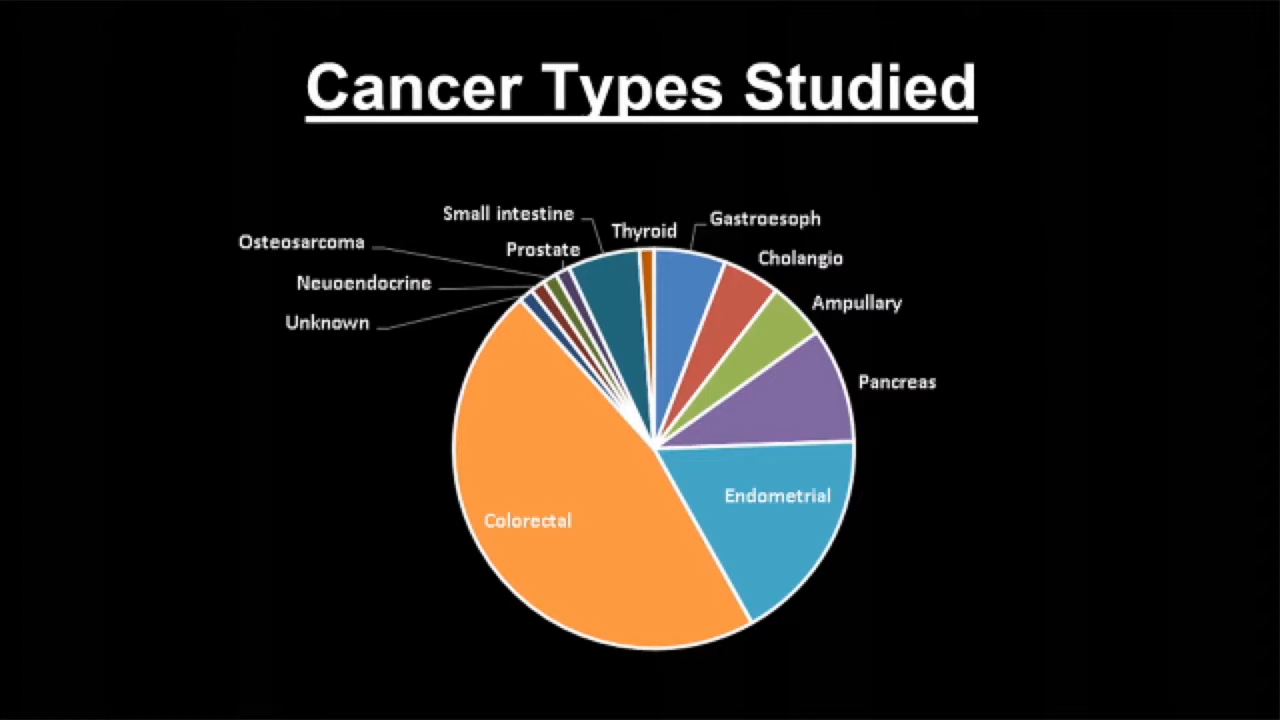 Cancer Types Studied
Small intestine
Thyroid
Gastroesoph
Osteosarcoma
Prostate
Cholangio
Neuoendocrine
Ampullary
Unknown
Pancreas
Endometrial
Colorectal